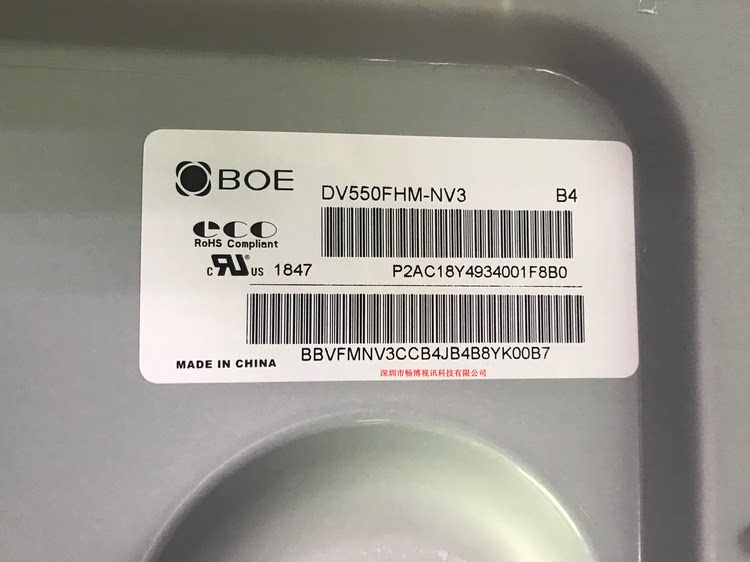 BOE
DV550FHM-NV3 B4
eco
RoHS Compliant
c RU US 1847 P2AC18Y4934001F8B0
BBVFMNV3CCB4JB4B8YK00B7
MADE IN CHINA
深圳市畅博视讯科技有限公司